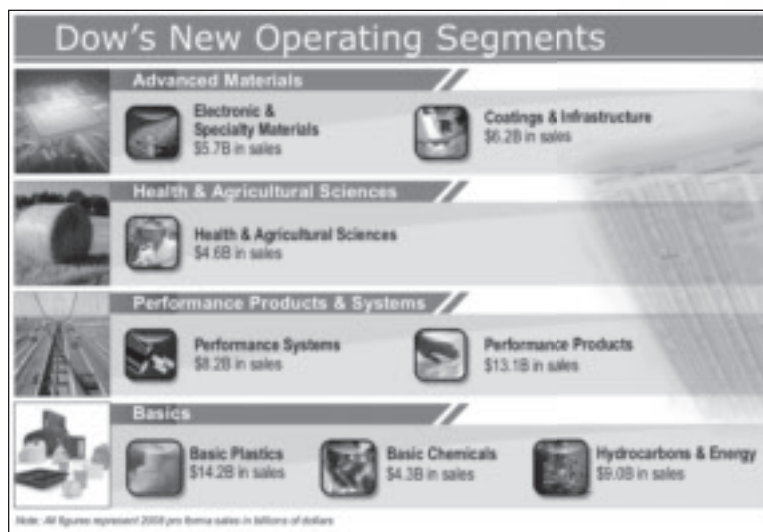 Dow's New Operating Segments
Advanced Materials
Electronic &
Specialty Materials
$5.7B in sales
Coatings & Infrastructure
$6.2B in sales
Health & Agricultural Sciences
Health & Agricultural Sciences
$4.6B in sales
Performance Products & Systems
Performance Systems
$8.2B in sales
Performance Products
$13.1B in sales
Basics
Basic Plastics
$14.2B in sales
Basic Chemicals
$4.3B in sales
Hydrocarbons & Energy
$9.0B in sales
Note: All figures represent 2008 pro forma sales in billions of dollars